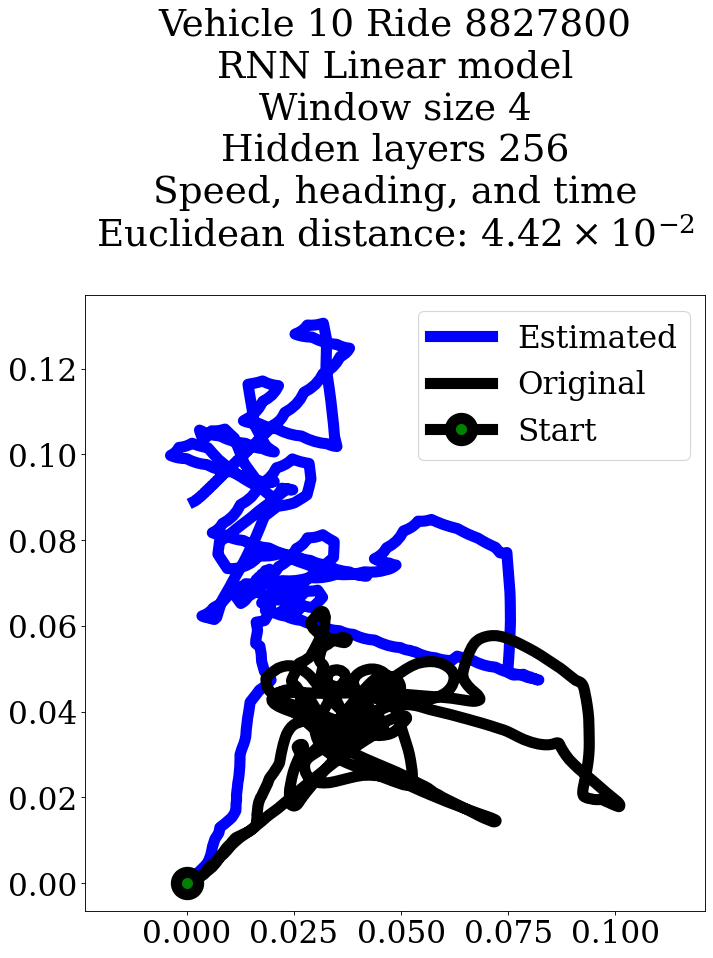 Vehicle 10 Ride 8827800
RNN Linear model
Window size 4
Hidden layers 256
Speed, heading, and time
Euclidean distance: 4.42 × 10⁻²
Estimated
Original
Start
0.12
0.10
0.08
0.06
0.04
0.02
0.00
0.000 0.025 0.050 0.075 0.100